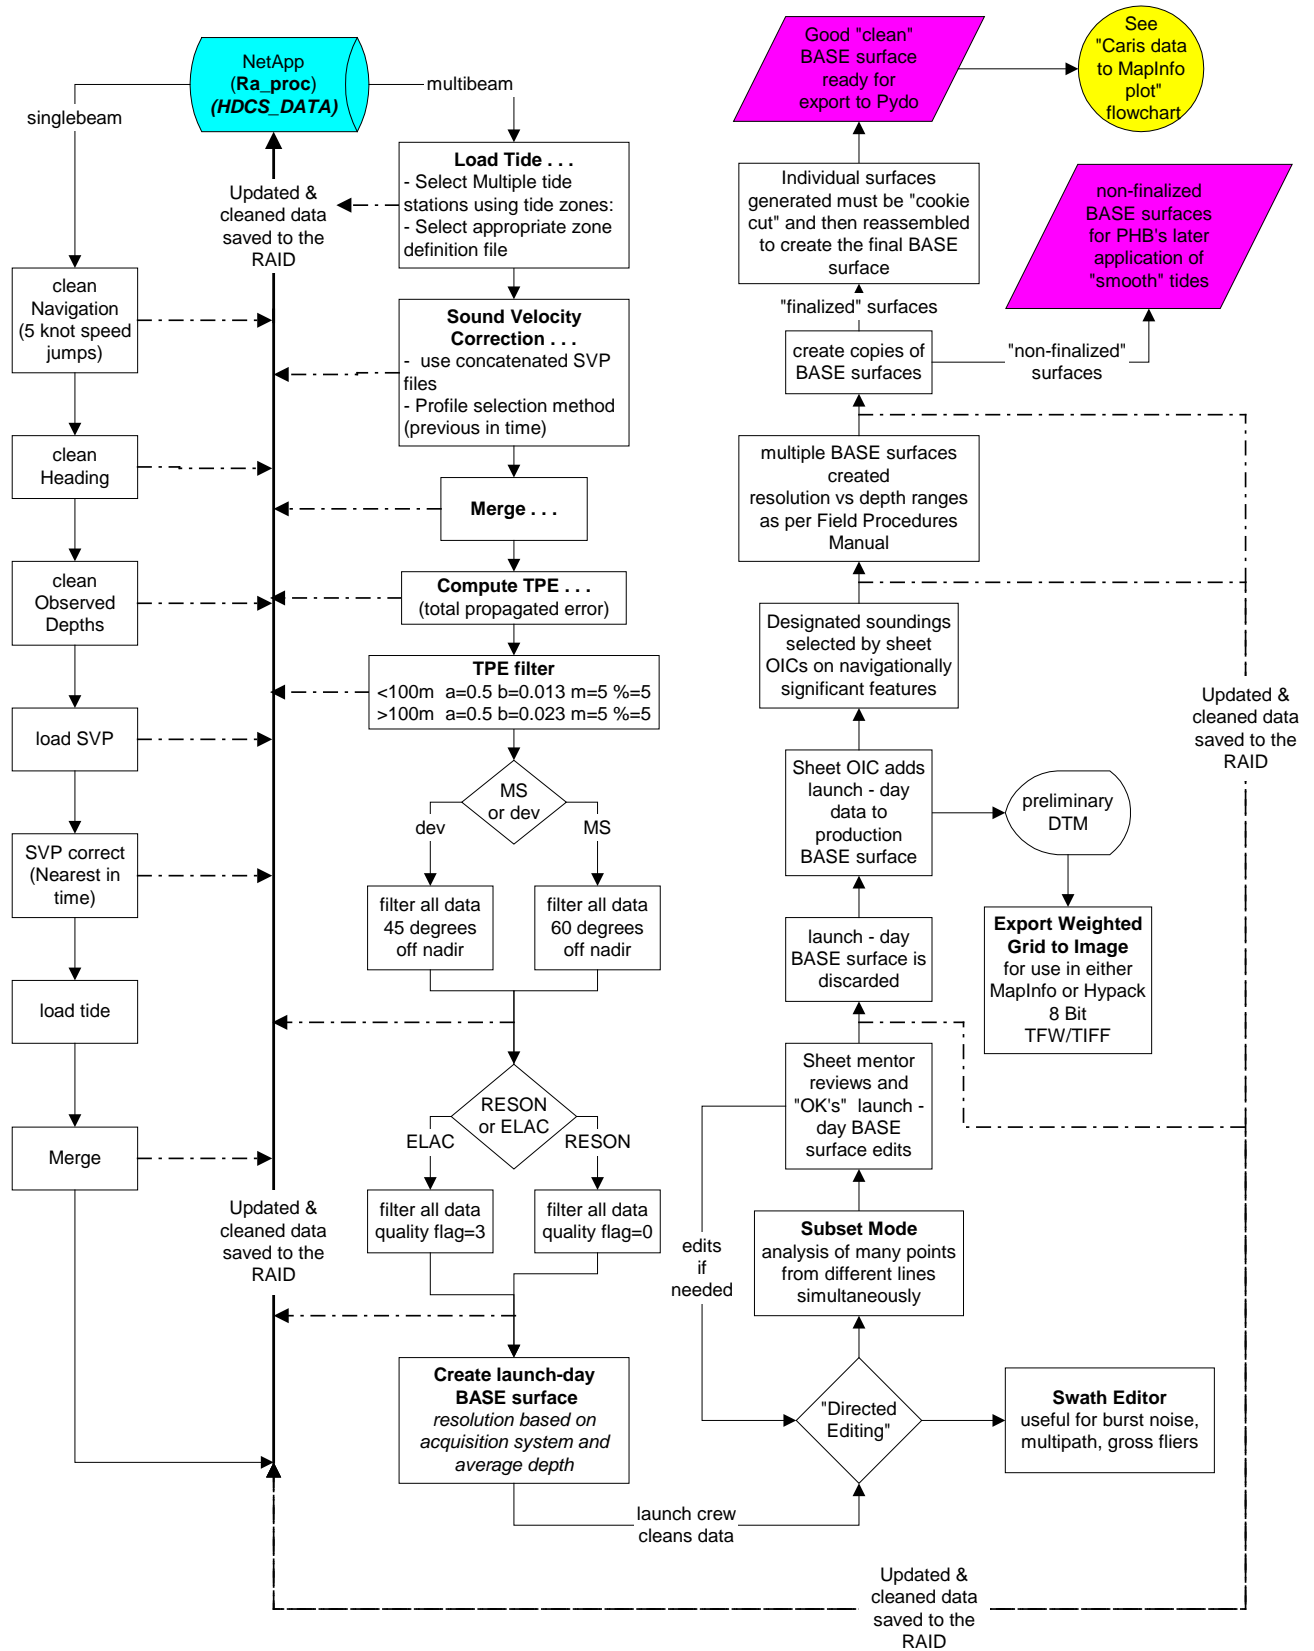 NetApp
(Ra_proc)
(HDCS_DATA)
singlebeam
multibeam
Updated &
cleaned data
saved to the
RAID
clean
Navigation
(5 knot speed
jumps)
clean
Heading
clean
Observed
Depths
load SVP
SVP correct
(Nearest in
time)
load tide
Merge
Load Tide . . .
- Select Multiple tide
stations using tide zones:
- Select appropriate zone
definition file
Sound Velocity
Correction . . .
- use concatenated SVP
files
- Profile selection method
(previous in time)
Merge . . .
Compute TPE . . .
(total propagated error)
TPE filter
<100m a=0.5 b=0.013 m=5 %=5
>100m a=0.5 b=0.023 m=5 %=5
MS
or dev
dev
MS
filter all data
45 degrees
off nadir
filter all data
60 degrees
off nadir
RESON
or ELAC
ELAC
RESON
filter all data
quality flag=3
filter all data
quality flag=0
Updated &
cleaned data
saved to the
RAID
Create launch-day
BASE surface
resolution based on
acquisition system and
average depth
launch crew
cleans data
"Directed
Editing"
Swath Editor
useful for burst noise,
multipath, gross fliers
Subset Mode
analysis of many points
from different lines
simultaneously
edits
if
needed
Sheet mentor
reviews and
"OK's" launch -
day BASE
surface edits
launch - day
BASE surface is
discarded
Sheet OIC adds
launch - day
data to
production
BASE surface
preliminary
DTM
Export Weighted
Grid to Image
for use in either
MapInfo or Hypack
8 Bit
TFW/TIFF
Designated soundings
selected by sheet
OICs on navigationally
significant features
multiple BASE surfaces
created
resolution vs depth ranges
as per Field Procedures
Manual
create copies of
BASE surfaces
"non-finalized"
surfaces
"finalized" surfaces
Individual surfaces
generated must be "cookie
cut" and then reassembled
to create the final BASE
surface
non-finalized
BASE surfaces
for PHB's later
application of
"smooth" tides
Good "clean"
BASE surface
ready for
export to Pydo
See
"Caris data
to MapInfo
plot"
flowchart
Updated &
cleaned data
saved to the
RAID
Updated &
cleaned data
saved to the
RAID